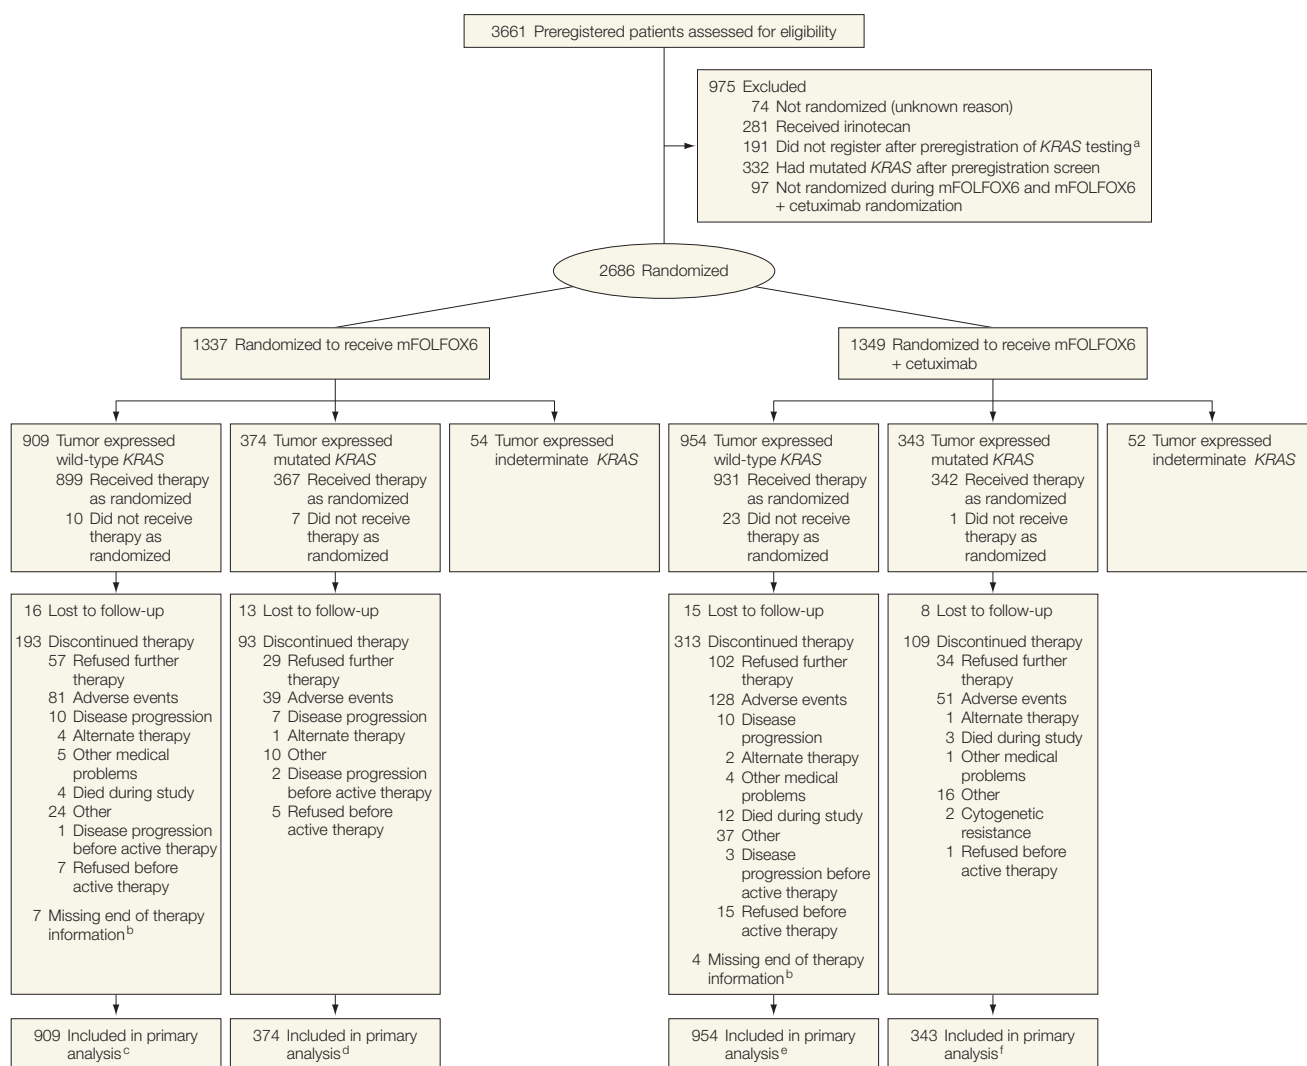 3661 Preregistered patients assessed for eligibility
975 Excluded
74 Not randomized (unknown reason)
281 Received irinotecan
191 Did not register after preregistration of KRAS testing a
332 Had mutated KRAS after preregistration screen
97 Not randomized during mFOLFOX6 and mFOLFOX6
+ cetuximab randomization
2686 Randomized
1337 Randomized to receive mFOLFOX6
1349 Randomized to receive mFOLFOX6
+ cetuximab
909 Tumor expressed
wild-type KRAS
899 Received therapy
as randomized
10 Did not receive
therapy as
randomized
374 Tumor expressed
mutated KRAS
367 Received therapy
as randomized
7 Did not receive
therapy as
randomized
54 Tumor expressed
indeterminate KRAS
954 Tumor expressed
wild-type KRAS
931 Received therapy
as randomized
23 Did not receive
therapy as
randomized
343 Tumor expressed
mutated KRAS
342 Received therapy
as randomized
1 Did not receive
therapy as
randomized
52 Tumor expressed
indeterminate KRAS
16 Lost to follow-up
193 Discontinued therapy
57 Refused further
therapy
81 Adverse events
10 Disease progression
4 Alternate therapy
5 Other medical
problems
4 Died during study
24 Other
1 Disease progression
before active therapy
7 Refused before
active therapy
7 Missing end of therapy
information b
13 Lost to follow-up
93 Discontinued therapy
29 Refused further
therapy
39 Adverse events
7 Disease progression
1 Alternate therapy
10 Other
2 Disease progression
before active therapy
5 Refused before
active therapy
15 Lost to follow-up
313 Discontinued therapy
102 Refused further
therapy
128 Adverse events
10 Disease
progression
2 Alternate therapy
4 Other medical
problems
12 Died during study
37 Other
3 Disease
progression before
active therapy
15 Refused before
active therapy
4 Missing end of therapy
information b
8 Lost to follow-up
109 Discontinued therapy
34 Refused further
therapy
51 Adverse events
1 Alternate therapy
3 Died during study
1 Other medical
problems
16 Other
2 Cytogenetic
resistance
1 Refused before
active therapy
909 Included in primary
analysis c
374 Included in primary
analysis d
954 Included in primary
analysis e
343 Included in primary
analysis f